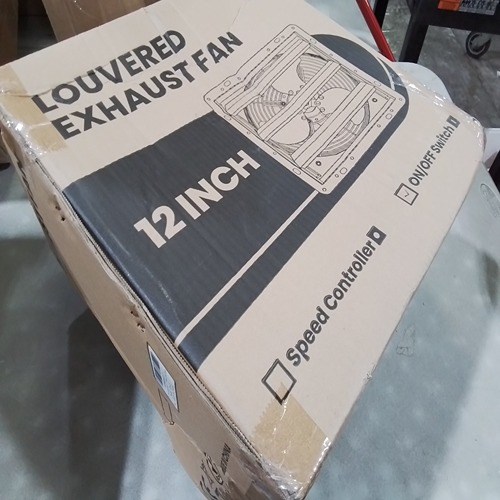 LOUVERED
EXHAUST FAN
12 INCH
ON/OFF Switch
Speed Controller